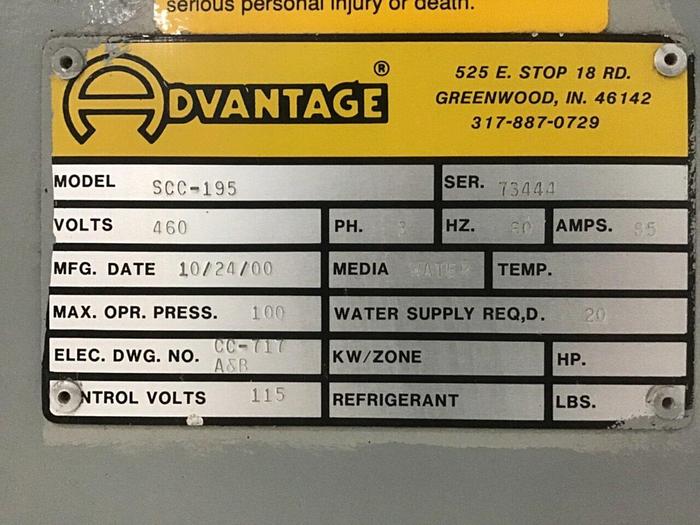 serious personal injury or death.
ADVANTAGE ®
525 E. STOP 18 RD.
GREENWOOD, IN. 46142
317-887-0729
MODEL SCC-195 SER. 73444
VOLTS 460 PH. 3 HZ. 60 AMPS.
MFG. DATE 10/24/00 MEDIA WATER TEMP.
MAX. OPR. PRESS. 100 WATER SUPPLY REQ,D. 20
ELEC. DWG. NO. CC-717 A&B KW/ZONE HP.
NTROL VOLTS 115 REFRIGERANT LBS.